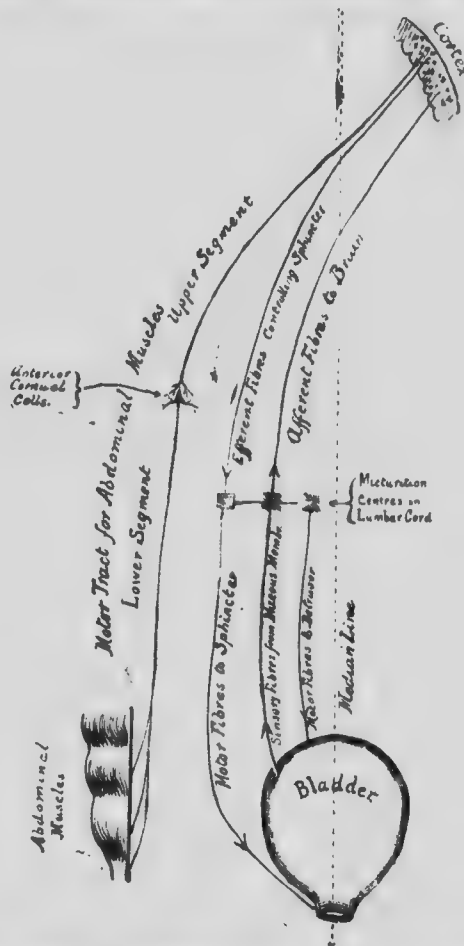 Cortex
Muscles
Upper Segment
Efferent Fibres Controlling Sphincter
Afferent Fibres to Brain
Anterior
Cornual
Cells.
Motor Tract for Abdominal
Lower Segment
Micturition
Centres in
Lumbar Cord
Motor Fibres to Sphincter
Sensory Fibres from Mucous Memb.
Motor Fibres to Detrusor
Median Line
Abdominal
Muscles
Bladder